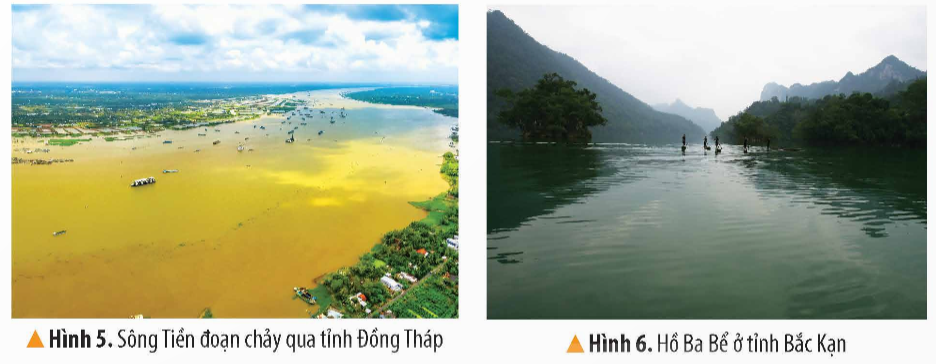 ▲ Hình 5. Sông Tiền đoạn chảy qua tỉnh Đồng Tháp
▲ Hình 6. Hồ Ba Bể ở tỉnh Bắc Kạn